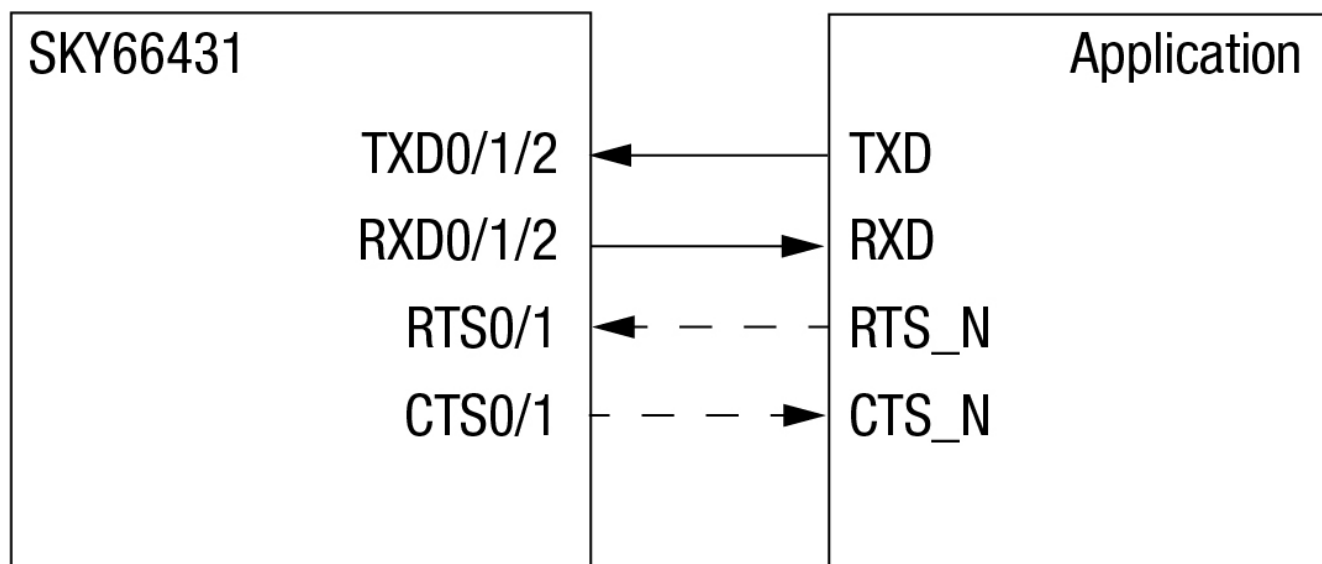 SKY66431
Application
TXD0/1/2
TXD
RXD0/1/2
RXD
RTS0/1
RTS_N
CTS0/1
CTS_N